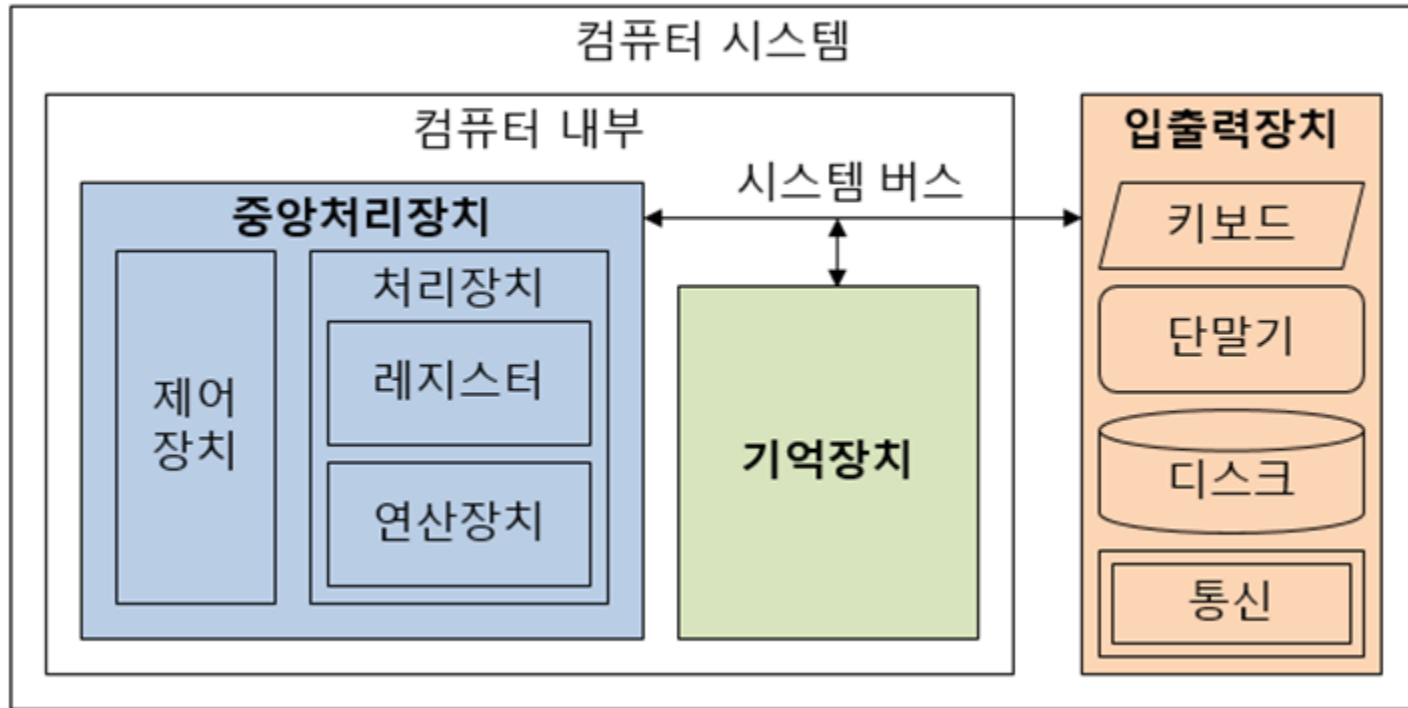 컴퓨터 시스템
컴퓨터 내부
시스템 버스
중앙처리장치
제어
장치
처리장치
레지스터
연산장치
기억장치
입출력장치
키보드
단말기
디스크
통신